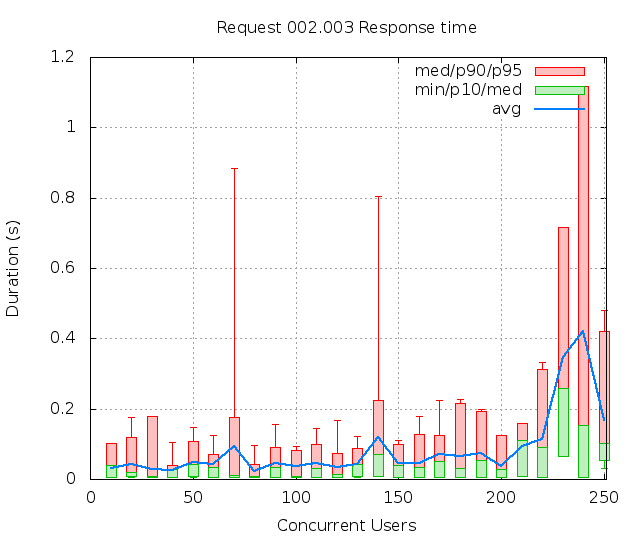 Request 002.003 Response time
med/p90/p95
min/p10/med
avg
1.2
1
0.8
0.6
0.4
0.2
0
Duration (s)
0 50 100 150 200 250
Concurrent Users